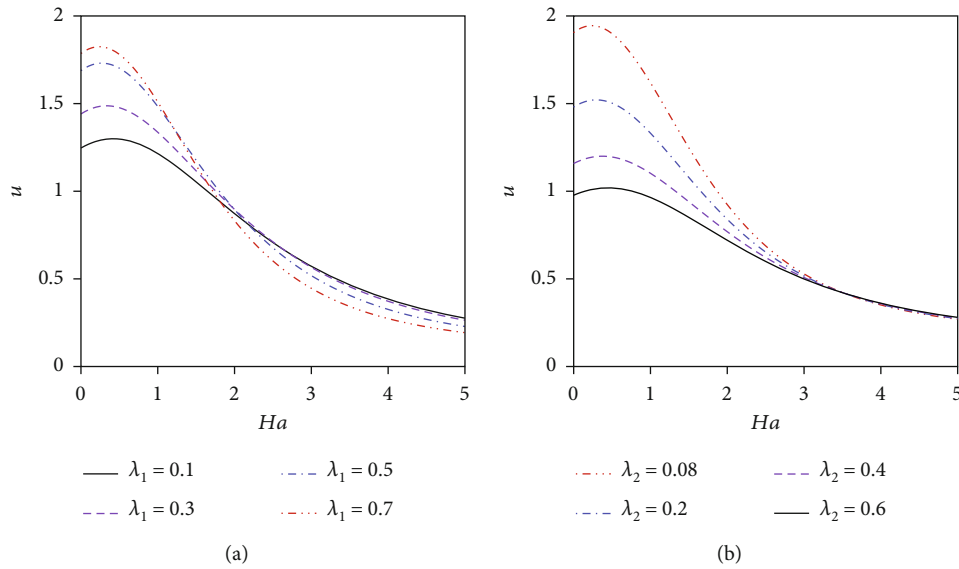 2
1.5
1
0.5
0
u
0 1 2 3 4 5
Ha
λ₁ = 0.1
λ₁ = 0.5
λ₁ = 0.3
λ₁ = 0.7
(a)
2
1.5
1
0.5
0
u
0 1 2 3 4 5
Ha
λ₂ = 0.08
λ₂ = 0.4
λ₂ = 0.2
λ₂ = 0.6
(b)